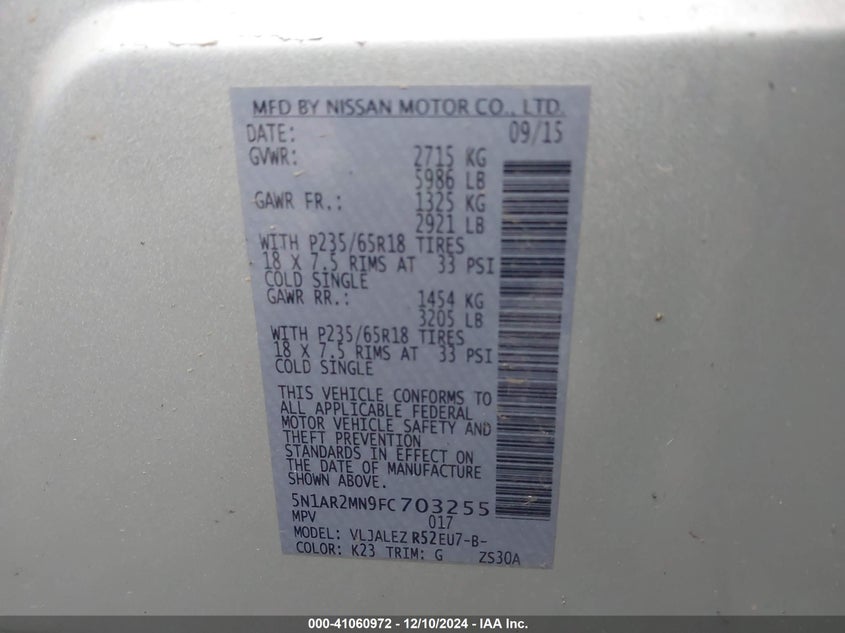 MFD BY NISSAN MOTOR CO., LTD.
DATE: 09/15
GVWR: 2715 KG
5986 LB
GAWR FR.: 1325 KG
2921 LB
WITH P235/65R18 TIRES
18 X 7.5 RIMS AT 33 PSI
COLD SINGLE
GAWR RR.: 1454 KG
3205 LB
WITH P235/65R18 TIRES
18 X 7.5 RIMS AT 33 PSI
COLD SINGLE
THIS VEHICLE CONFORMS TO
ALL APPLICABLE FEDERAL
MOTOR VEHICLE SAFETY AND
THEFT PREVENTION
STANDARDS IN EFFECT ON
THE DATE OF MANUFACTURE
SHOWN ABOVE.
5N1AR2MN9FC703255
MPV 017
MODEL: VLJALEZ R52EU7-B-
COLOR: K23 TRIM: G ZS30A
000-41060972 - 12/10/2024 - IAA Inc.